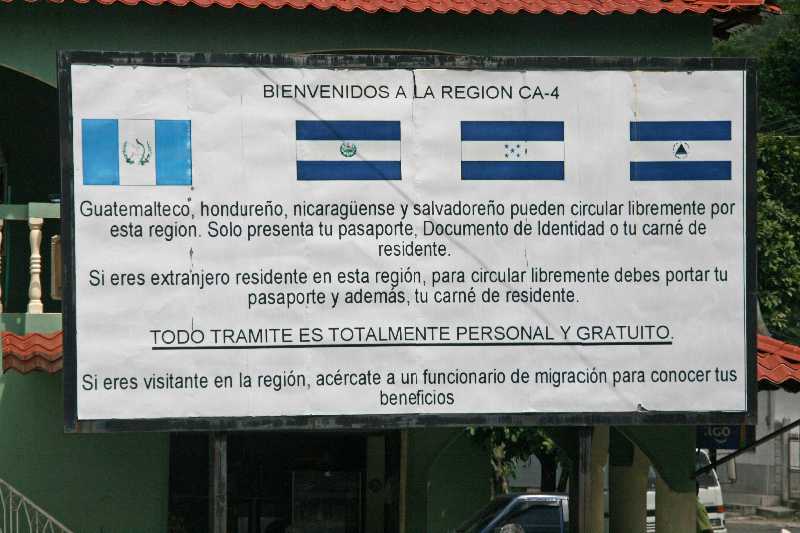 BIENVENIDOS A LA REGION CA-4
Guatemalteco, hondureño, nicaragüense y salvadoreño pueden circular libremente por
esta region. Solo presenta tu pasaporte, Documento de Identidad o tu carné de
residente.
Si eres extranjero residente en esta región, para circular libremente debes portar tu
pasaporte y además, tu carné de residente.
TODO TRAMITE ES TOTALMENTE PERSONAL Y GRATUITO.
Si eres visitante en la región, acércate a un funcionario de migración para conocer tus
beneficios